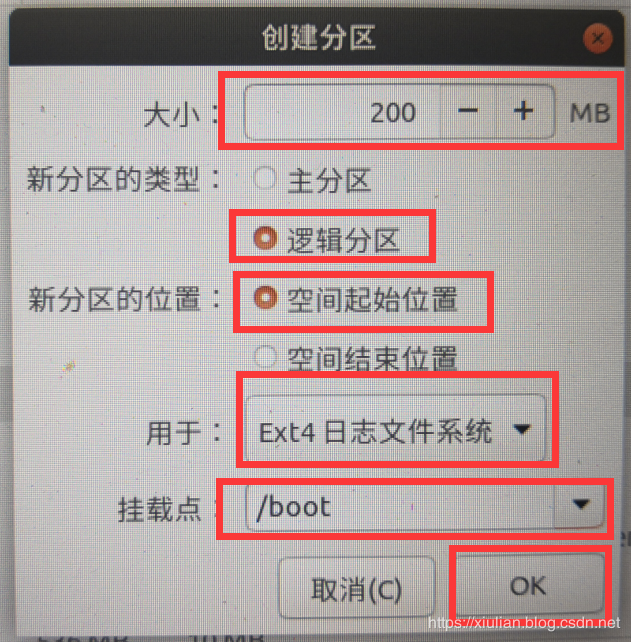 创建分区
大小： 200 － + MB
新分区的类型： 主分区
逻辑分区
新分区的位置： 空间起始位置
空间结束位置
用于： Ext4 日志文件系统
挂载点： /boot
取消(C) OK
https://xiulian.blog.csdn.net